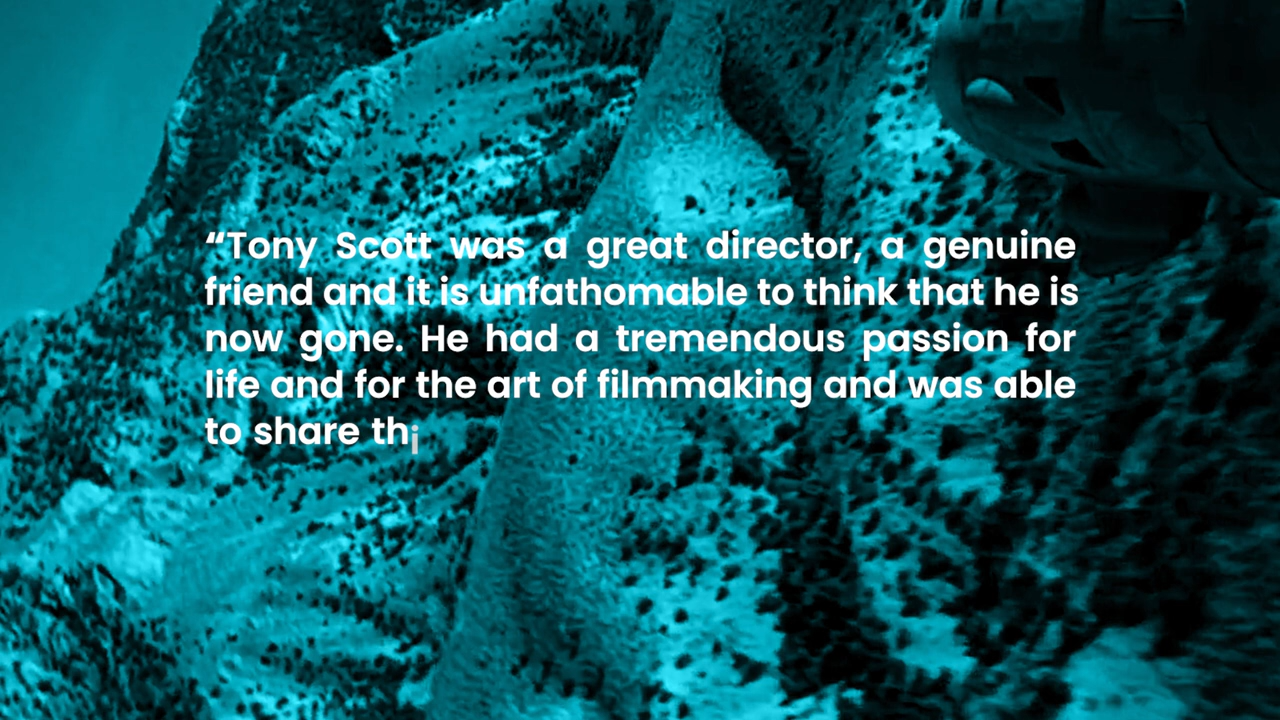 “Tony Scott was a great director, a genuine
friend and it is unfathomable to think that he is
now gone. He had a tremendous passion for
life and for the art of filmmaking and was able
to share thi